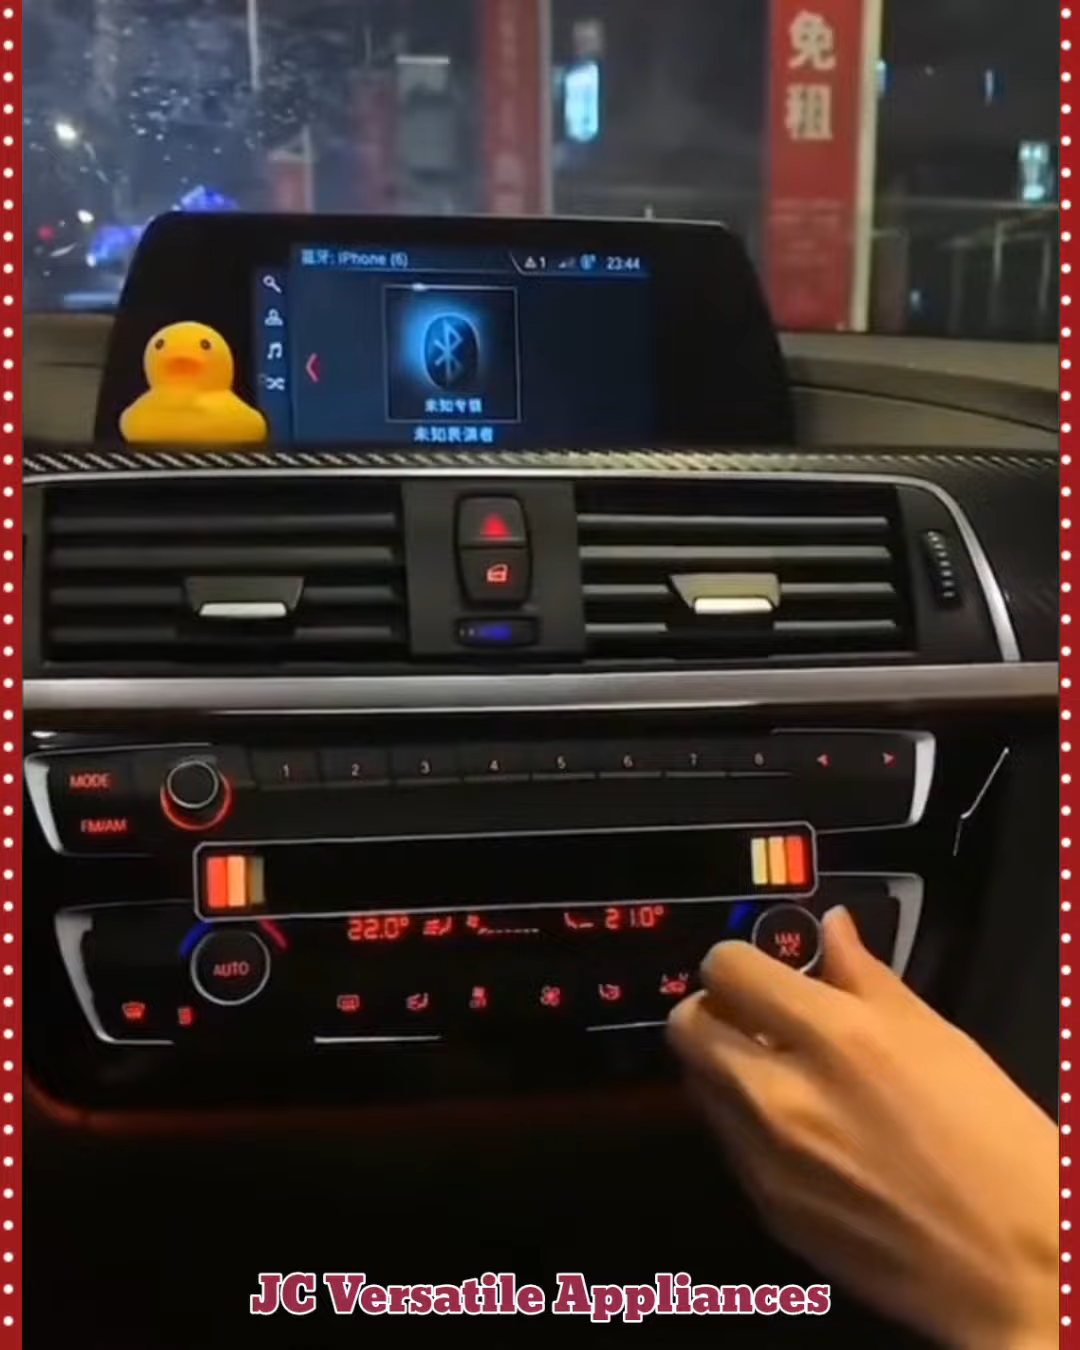 免
租
蓝牙: iPhone (6)
1
23:44
未知专辑
未知表演者
MODE
1 2 3 4 5 6 7 8
FM/AM
22.0°
21.0°
AUTO
MAX
A/C
JC Versatile Appliances